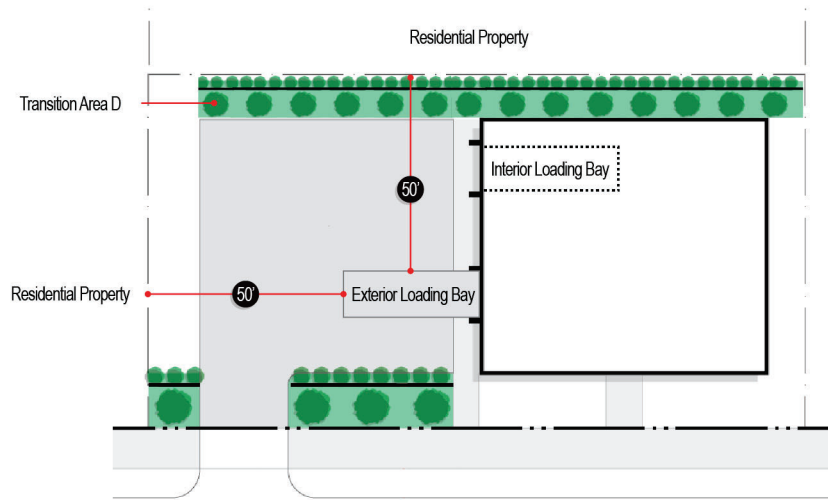 Residential Property
Transition Area D
Interior Loading Bay
50'
Residential Property
50'
Exterior Loading Bay